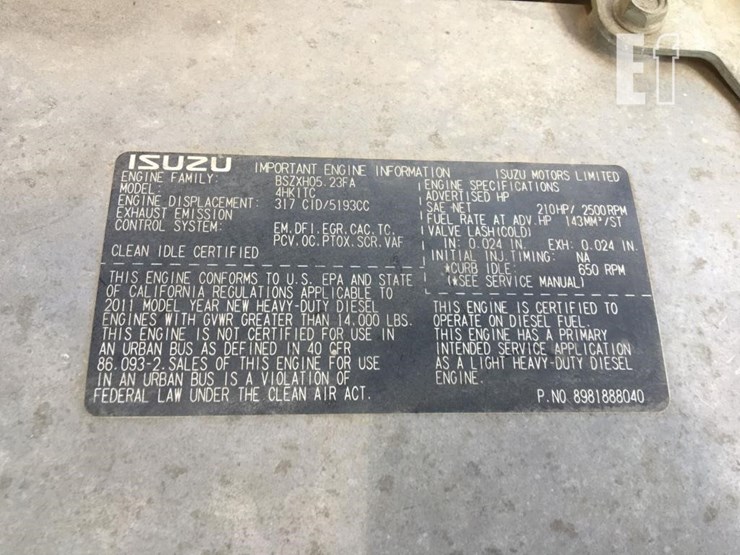 Ef
ISUZU IMPORTANT ENGINE INFORMATION ISUZU MOTORS LIMITED
ENGINE FAMILY: BSZXH05.23FA
MODEL: 4HK1TC
ENGINE DISPLACEMENT: 317 CID/5193CC
EXHAUST EMISSION
CONTROL SYSTEM: EM.DFI.EGR.CAC.TC.
PCV.OC.PTOX.SCR.VAF
CLEAN IDLE CERTIFIED
ENGINE SPECIFICATIONS
ADVERTISED HP
SAE-NET 210HP/ 2500RPM
FUEL RATE AT ADV.HP 143MM³/ST
VALVE LASH(COLD)
IN: 0.024 IN. EXH: 0.024 IN.
INITIAL INJ.TIMING: NA
*CURB IDLE: 650 RPM
(*SEE SERVICE MANUAL)
THIS ENGINE CONFORMS TO U.S. EPA AND STATE
OF CALIFORNIA REGULATIONS APPLICABLE TO
2011 MODEL YEAR NEW HEAVY-DUTY DIESEL
ENGINES WITH GVWR GREATER THAN 14.000 LBS.
THIS ENGINE IS NOT CERTIFIED FOR USE IN
AN URBAN BUS AS DEFINED IN 40 CFR
86.093-2.SALES OF THIS ENGINE FOR USE
IN AN URBAN BUS IS A VIOLATION OF
FEDERAL LAW UNDER THE CLEAN AIR ACT.
THIS ENGINE IS CERTIFIED TO
OPERATE ON DIESEL FUEL.
THIS ENGINE HAS A PRIMARY
INTENDED SERVICE APPLICATION
AS A LIGHT HEAVY-DUTY DIESEL
ENGINE.
P.NO.8981888040